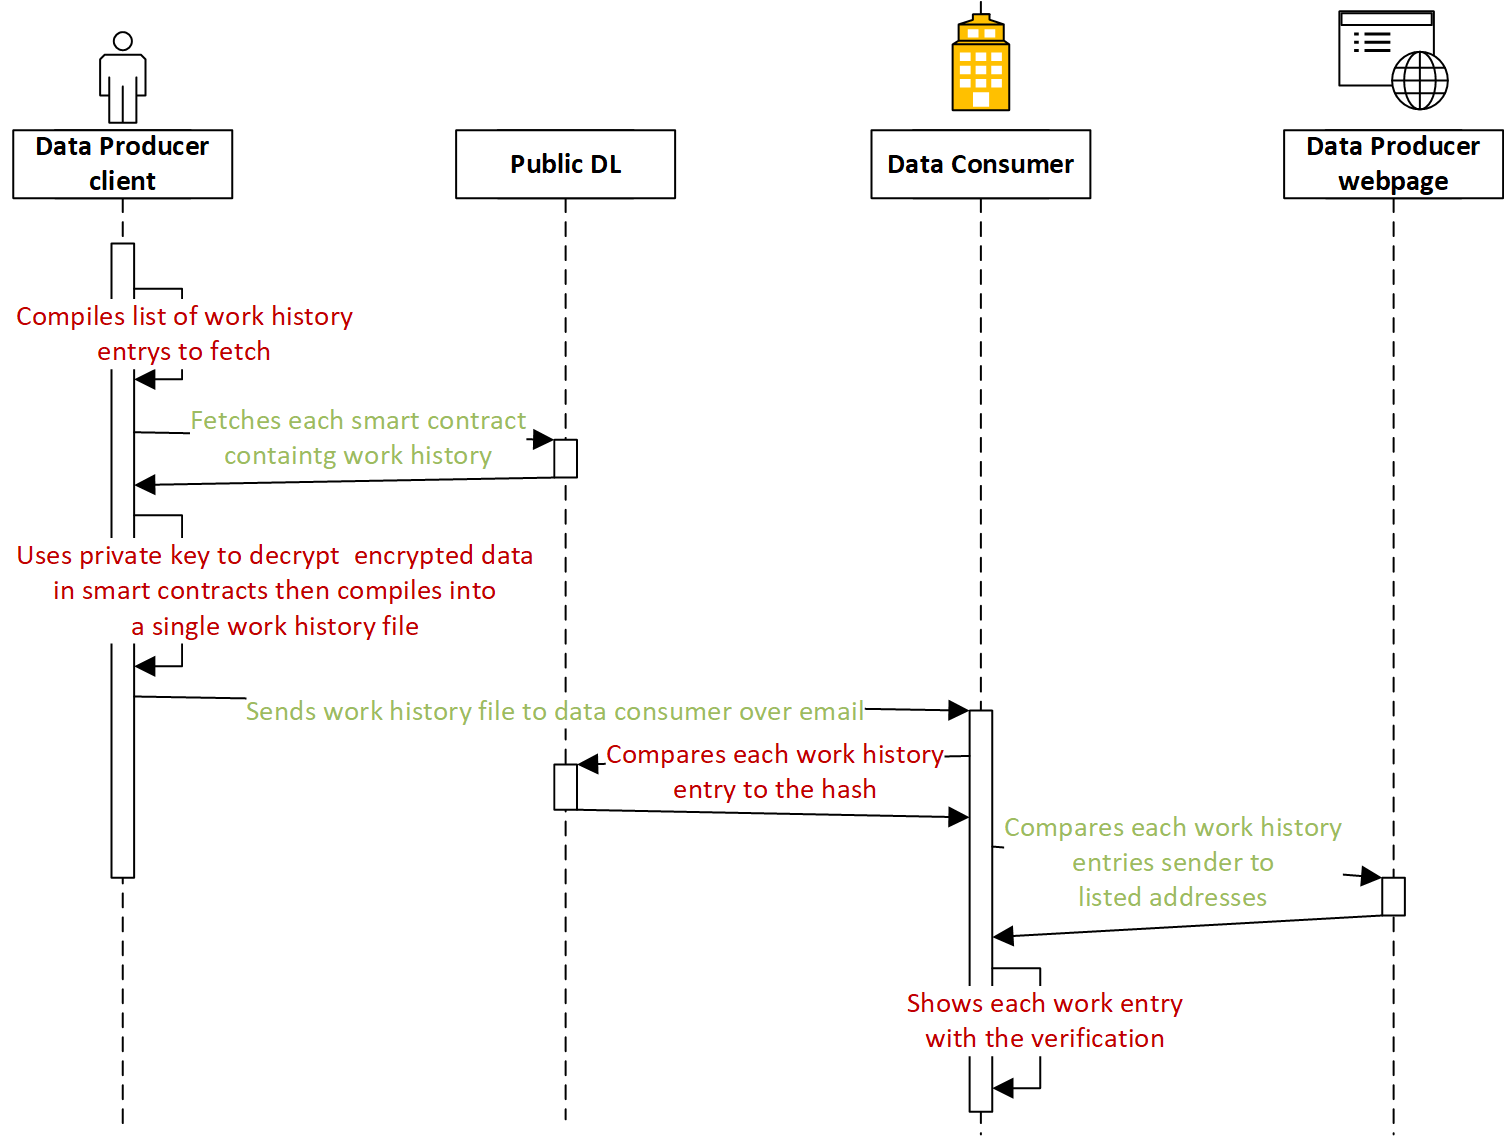 Data Producer
client
Public DL
Data Consumer
Data Producer
webpage
Compiles list of work history
entrys to fetch
Fetches each smart contract
containtg work history
Uses private key to decrypt  encrypted data
in smart contracts then compiles into
a single work history file
Sends work history file to data consumer over email
Compares each work history
entry to the hash
Compares each work history
entries sender to
listed addresses
Shows each work entry
with the verification